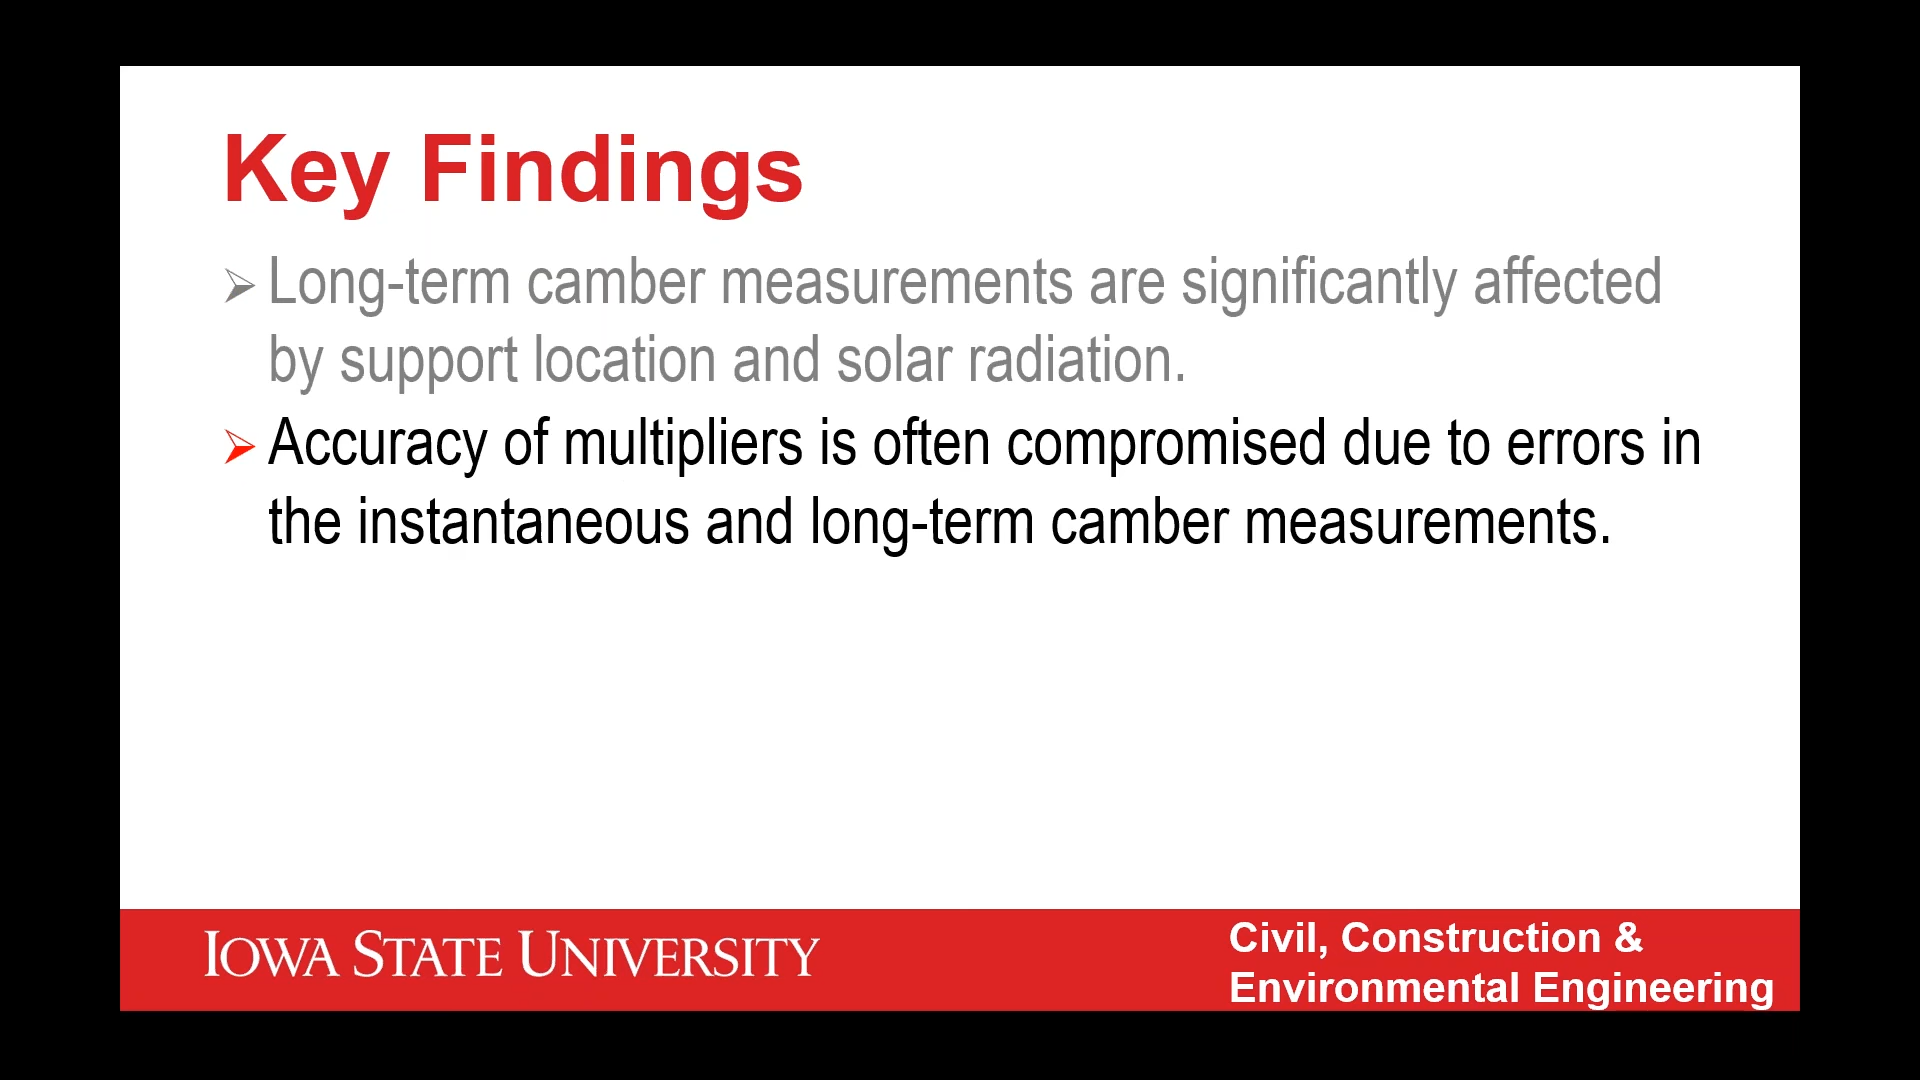 Key Findings
Long-term camber measurements are significantly affected
by support location and solar radiation.
Accuracy of multipliers is often compromised due to errors in
the instantaneous and long-term camber measurements.
IOWA STATE UNIVERSITY
Civil, Construction &
Environmental Engineering